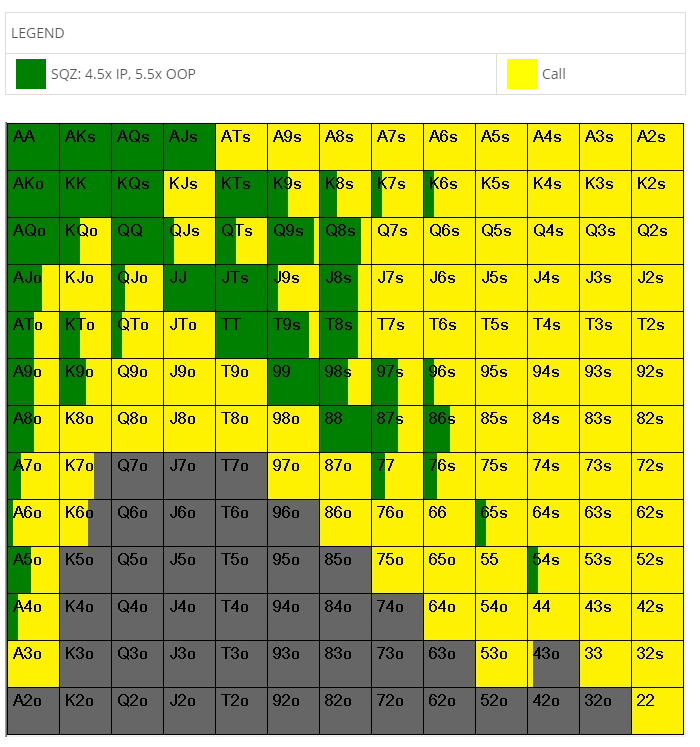 LEGEND
SQZ: 4.5x IP, 5.5x OOP Call
AA AKs AQs AJs ATs A9s A8s A7s A6s A5s A4s A3s A2s
AKo KK KQs KJs KTs K9s K8s K7s K6s K5s K4s K3s K2s
AQo KQo QQ QJs QTs Q9s Q8s Q7s Q6s Q5s Q4s Q3s Q2s
AJo KJo QJo JJ JTs J9s J8s J7s J6s J5s J4s J3s J2s
ATo KTo QTo JTo TT T9s T8s T7s T6s T5s T4s T3s T2s
A9o K9o Q9o J9o T9o 99 98s 97s 96s 95s 94s 93s 92s
A8o K8o Q8o J8o T8o 98o 88 87s 86s 85s 84s 83s 82s
A7o K7o Q7o J7o T7o 97o 87o 77 76s 75s 74s 73s 72s
A6o K6o Q6o J6o T6o 96o 86o 76o 66 65s 64s 63s 62s
A5o K5o Q5o J5o T5o 95o 85o 75o 65o 55 54s 53s 52s
A4o K4o Q4o J4o T4o 94o 84o 74o 64o 54o 44 43s 42s
A3o K3o Q3o J3o T3o 93o 83o 73o 63o 53o 43o 33 32s
A2o K2o Q2o J2o T2o 92o 82o 72o 62o 52o 42o 32o 22